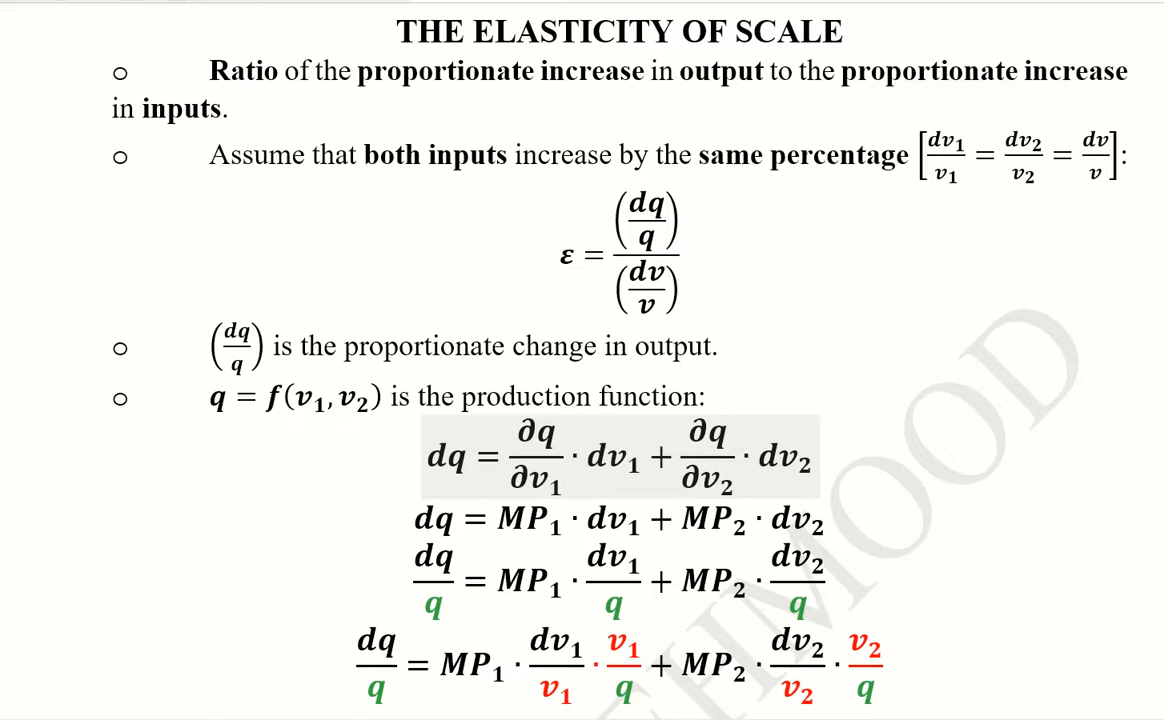 THE ELASTICITY OF SCALE
○ Ratio of the proportionate increase in output to the proportionate increase
in inputs.
○ Assume that both inputs increase by the same percentage [dv₁/v₁ = dv₂/v₂ = dv/v]:
ε = (dq/q)/(dv/v)
○ (dq/q) is the proportionate change in output.
○ q = f(v₁, v₂) is the production function:
dq = ∂q/∂v₁ · dv₁ + ∂q/∂v₂ · dv₂
dq = MP₁ · dv₁ + MP₂ · dv₂
dq/q = MP₁ · dv₁/q + MP₂ · dv₂/q
dq/q = MP₁ · dv₁/v₁ · v₁/q + MP₂ · dv₂/v₂ · v₂/q